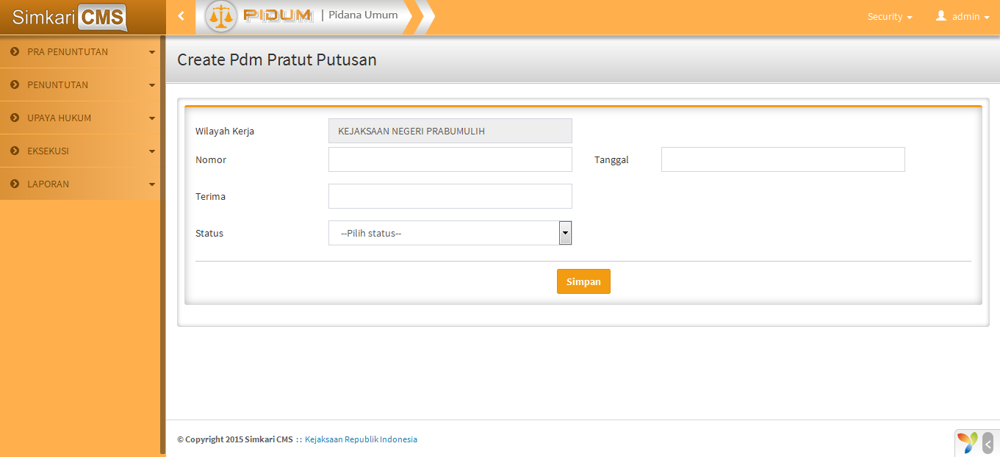 Simkari CMS
PIDUM | Pidana Umum
Security
admin
PRA PENUNTUTAN
PENUNTUTAN
UPAYA HUKUM
EKSEKUSI
LAPORAN
Create Pdm Pratut Putusan
Wilayah Kerja KEJAKSAAN NEGERI PRABUMULIH
Nomor Tanggal
Terima
Status --Pilih status--
Simpan
© Copyright 2015 Simkari CMS :: Kejaksaan Republik Indonesia